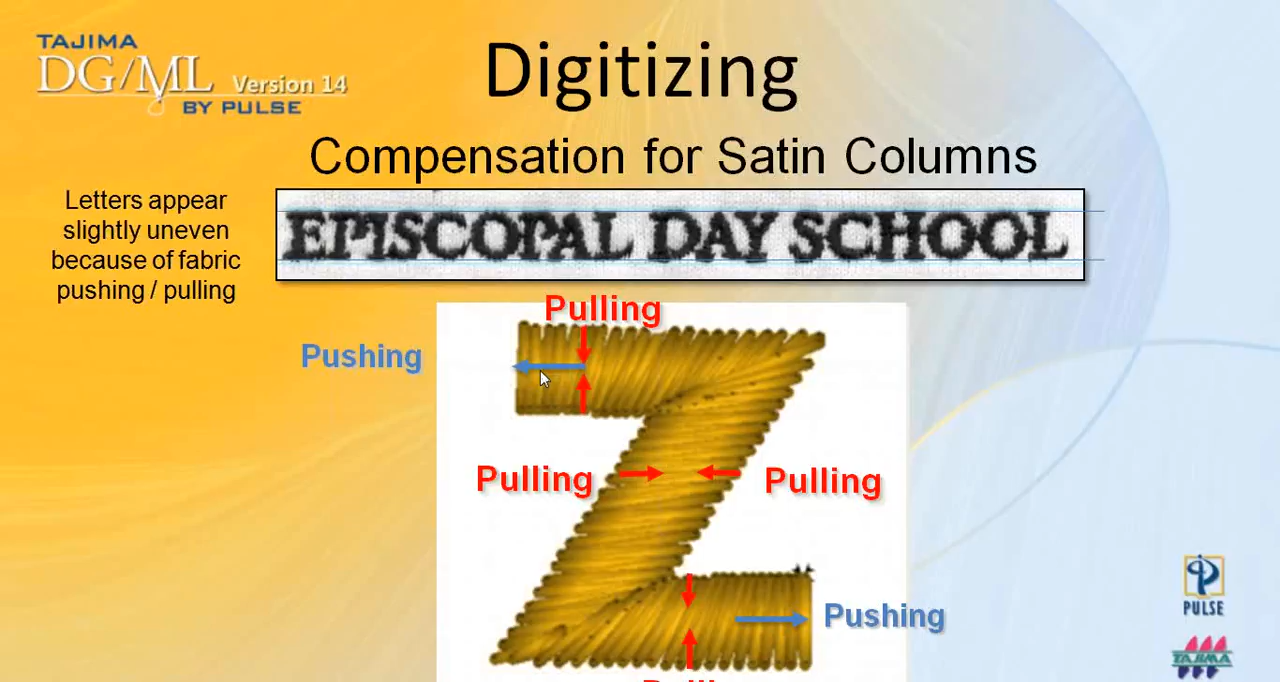 TAJIMA
DG/ML Version 14
BY PULSE
Digitizing
Compensation for Satin Columns
Letters appear
slightly uneven
because of fabric
pushing / pulling
EPISCOPAL DAY SCHOOL
Pulling
Pushing
Pulling
Pulling
Pushing
PULSE
TAJIMA